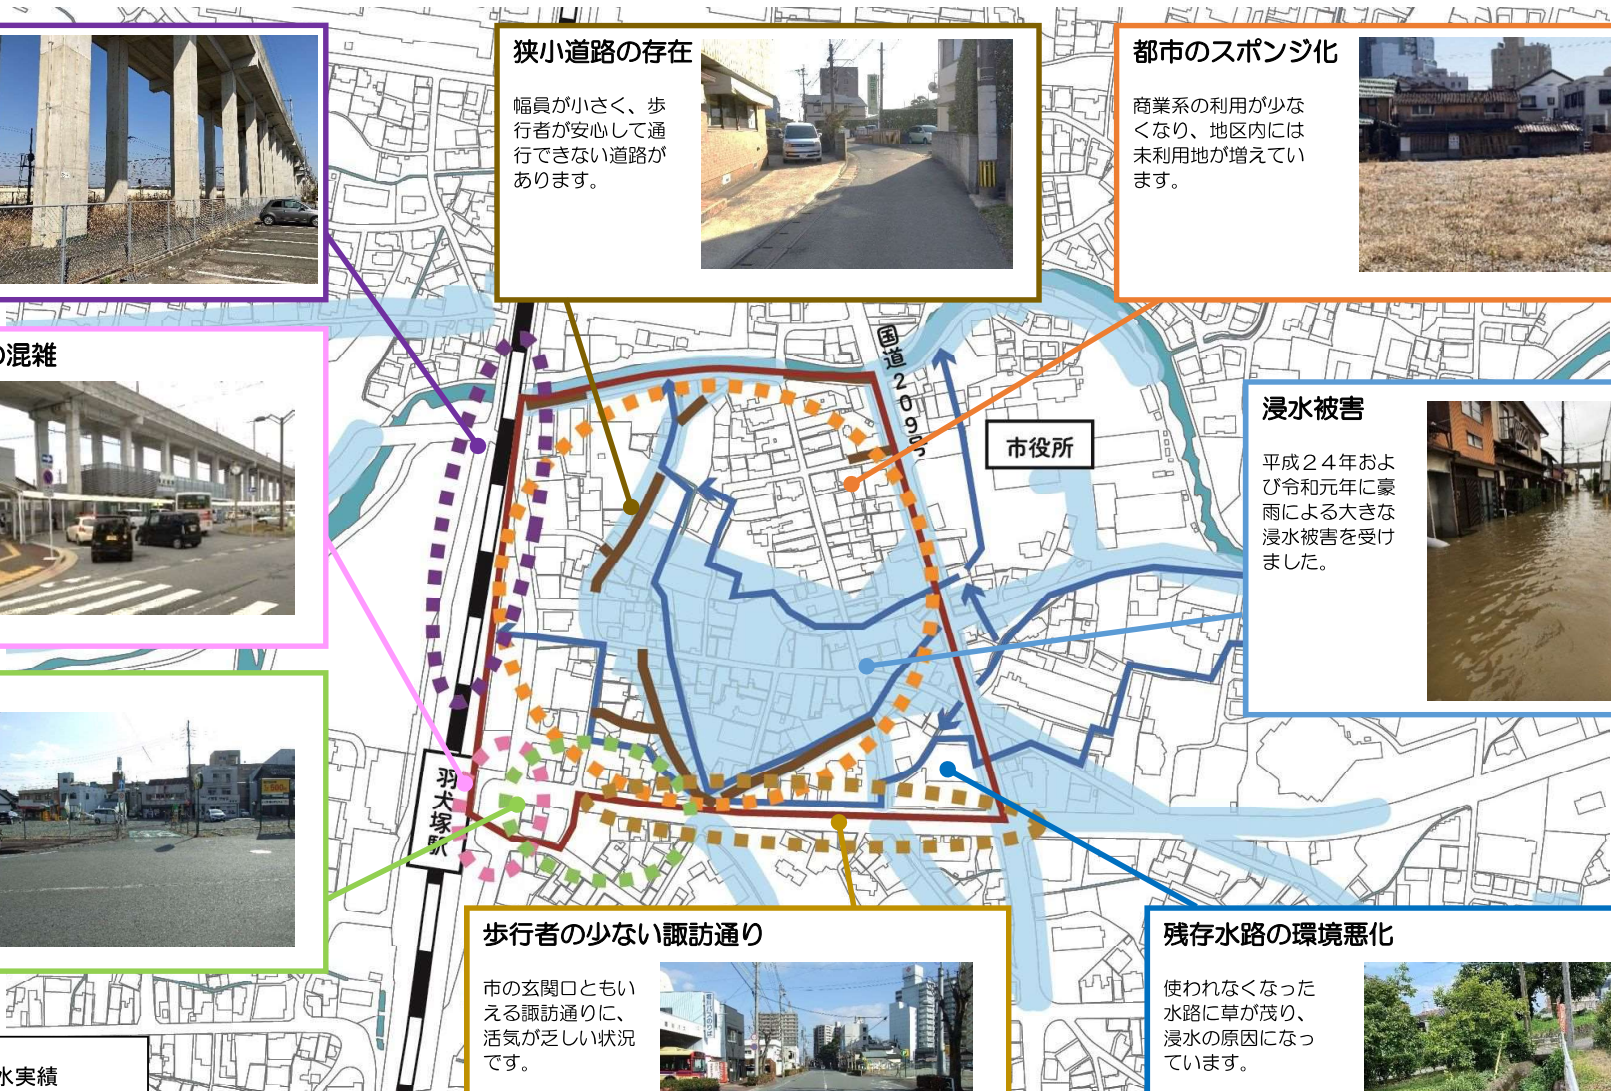 狭小道路の存在
幅員が小さく、歩
行者が安心して通
行できない道路が
あります。
都市のスポンジ化
商業系の利用が少な
くなり、地区内には
未利用地が増えてい
ます。
の混雑
国道209号
市役所
浸水被害
平成24年およ
び令和元年に豪
雨による大きな
浸水被害を受け
ました。
羽犬塚駅
歩行者の少ない諏訪通り
市の玄関口ともい
える諏訪通りに、
活気が乏しい状況
です。
残存水路の環境悪化
使われなくなった
水路に草が茂り、
浸水の原因になっ
ています。
水実績